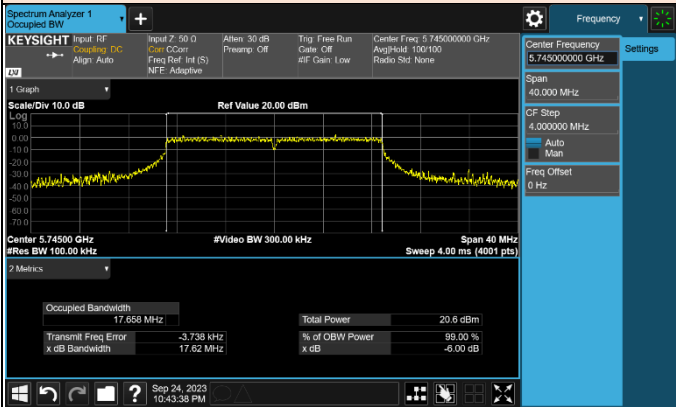 Spectrum Analyzer 1
Occupied BW
Frequency
KEYSIGHT
Input: RF
Coupling: DC
Align: Auto
Input Z: 50 Ω
Corr CCorr
Freq Ref: Int (S)
NFE: Adaptive
Atten: 30 dB
Preamp: Off
Trig: Free Run
Gate: Off
#IF Gain: Low
Center Freq: 5.745000000 GHz
Avg|Hold: 100/100
Radio Std: None
LXI
Center Frequency
5.745000000 GHz
Settings
Span
40.000 MHz
CF Step
4.000000 MHz
Auto
Man
Freq Offset
0 Hz
1 Graph
Scale/Div 10.0 dB
Ref Value 20.00 dBm
Log
10.0
0.00
-10.0
-20.0
-30.0
-40.0
-50.0
-60.0
-70.0
Center 5.74500 GHz
#Video BW 300.00 kHz
Span 40 MHz
#Res BW 100.00 kHz
Sweep 4.00 ms (4001 pts)
2 Metrics
Occupied Bandwidth
17.658 MHz
Total Power 20.6 dBm
Transmit Freq Error -3.738 kHz
% of OBW Power 99.00 %
x dB Bandwidth 17.62 MHz
x dB -6.00 dB
Sep 24, 2023
10:43:38 PM